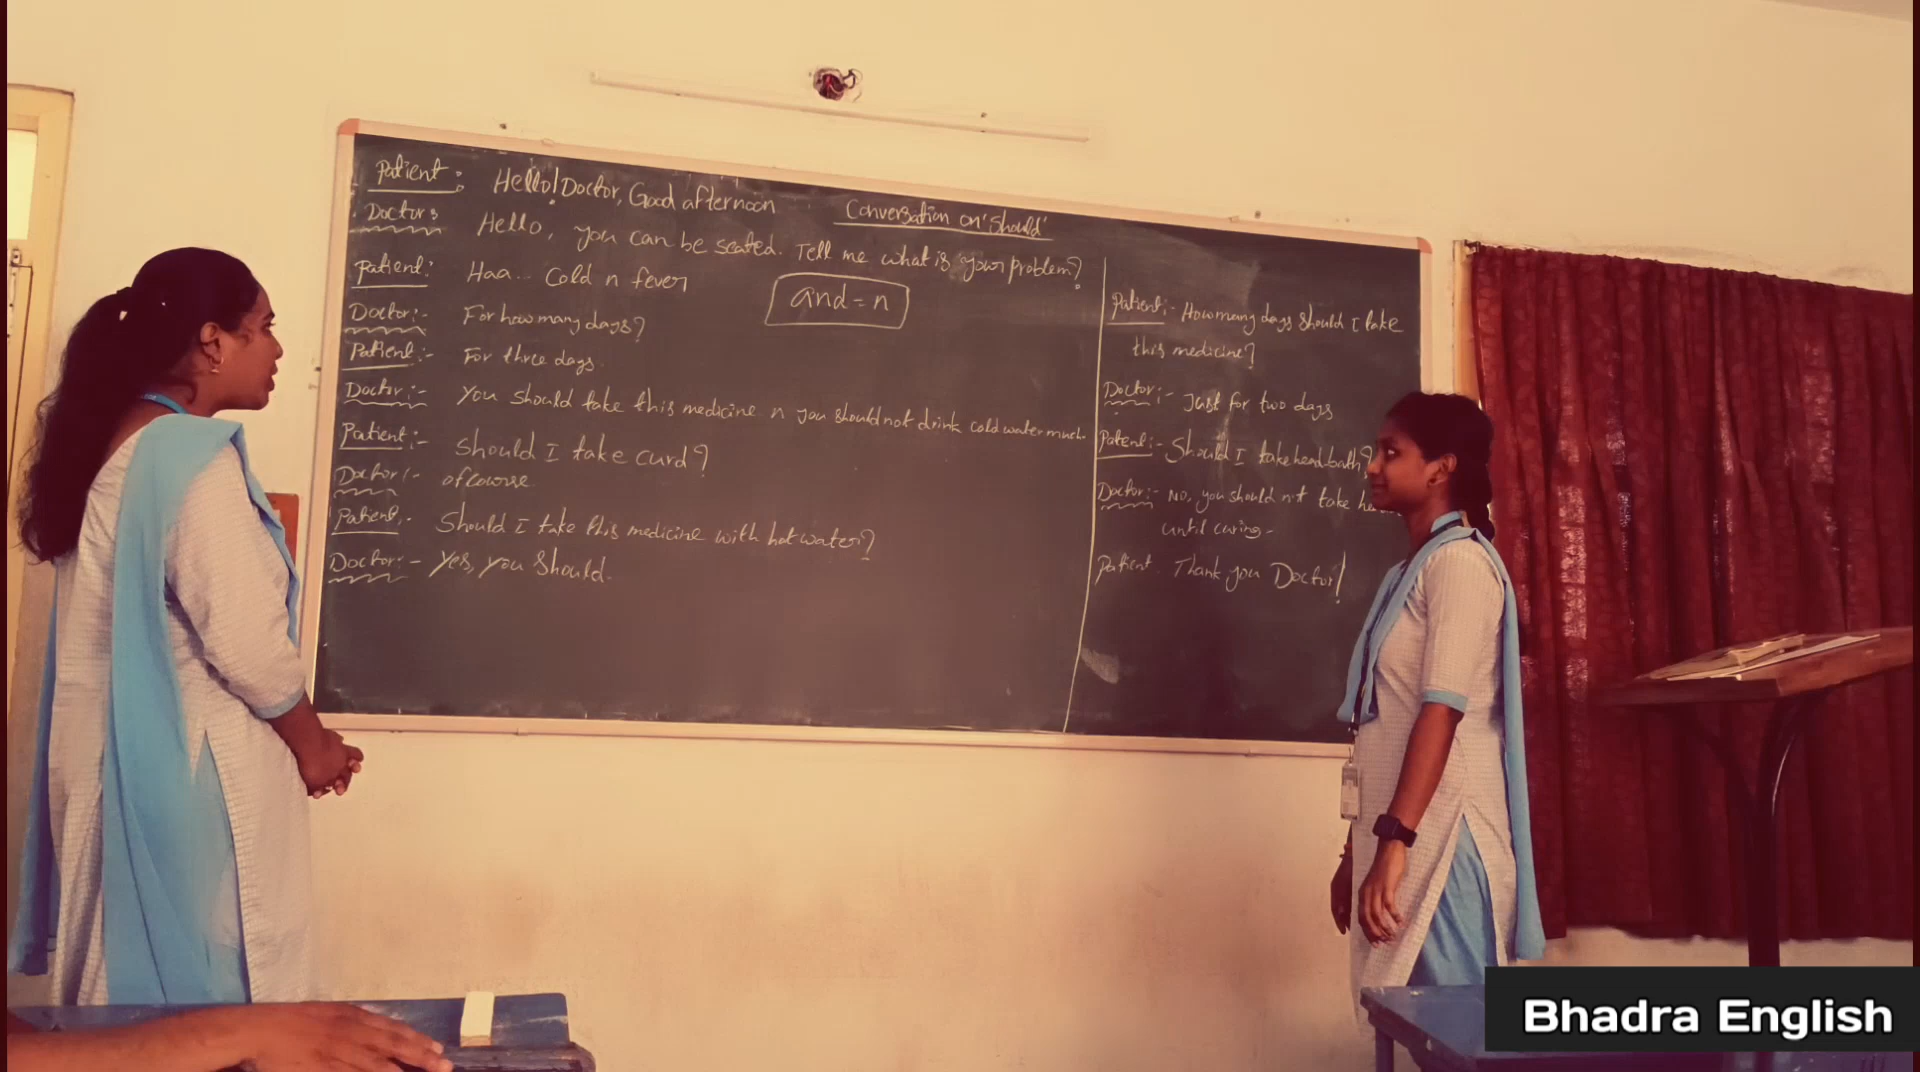 Patient: Hello! Doctor, Good afternoon
Conversation on 'Should'
Doctor: Hello, you can be seated. Tell me what is your problem?
Patient: Haa... Cold n fever
and = n
Doctor:- For how many days?
Patient:- For three days.
Doctor:- You should take this medicine n you should not drink cold water much.
Patient:- Should I take curd?
Doctor:- of course
Patient:- Should I take this medicine with hot water?
Doctor:- Yes, you should.
Patient:- How many days should I take
this medicine?
Doctor:- Just for two days
Patient:- Should I take head bath?
Doctor:- No, you should n't take
until curing-
Patient. Thank you Doctor!
Bhadra English